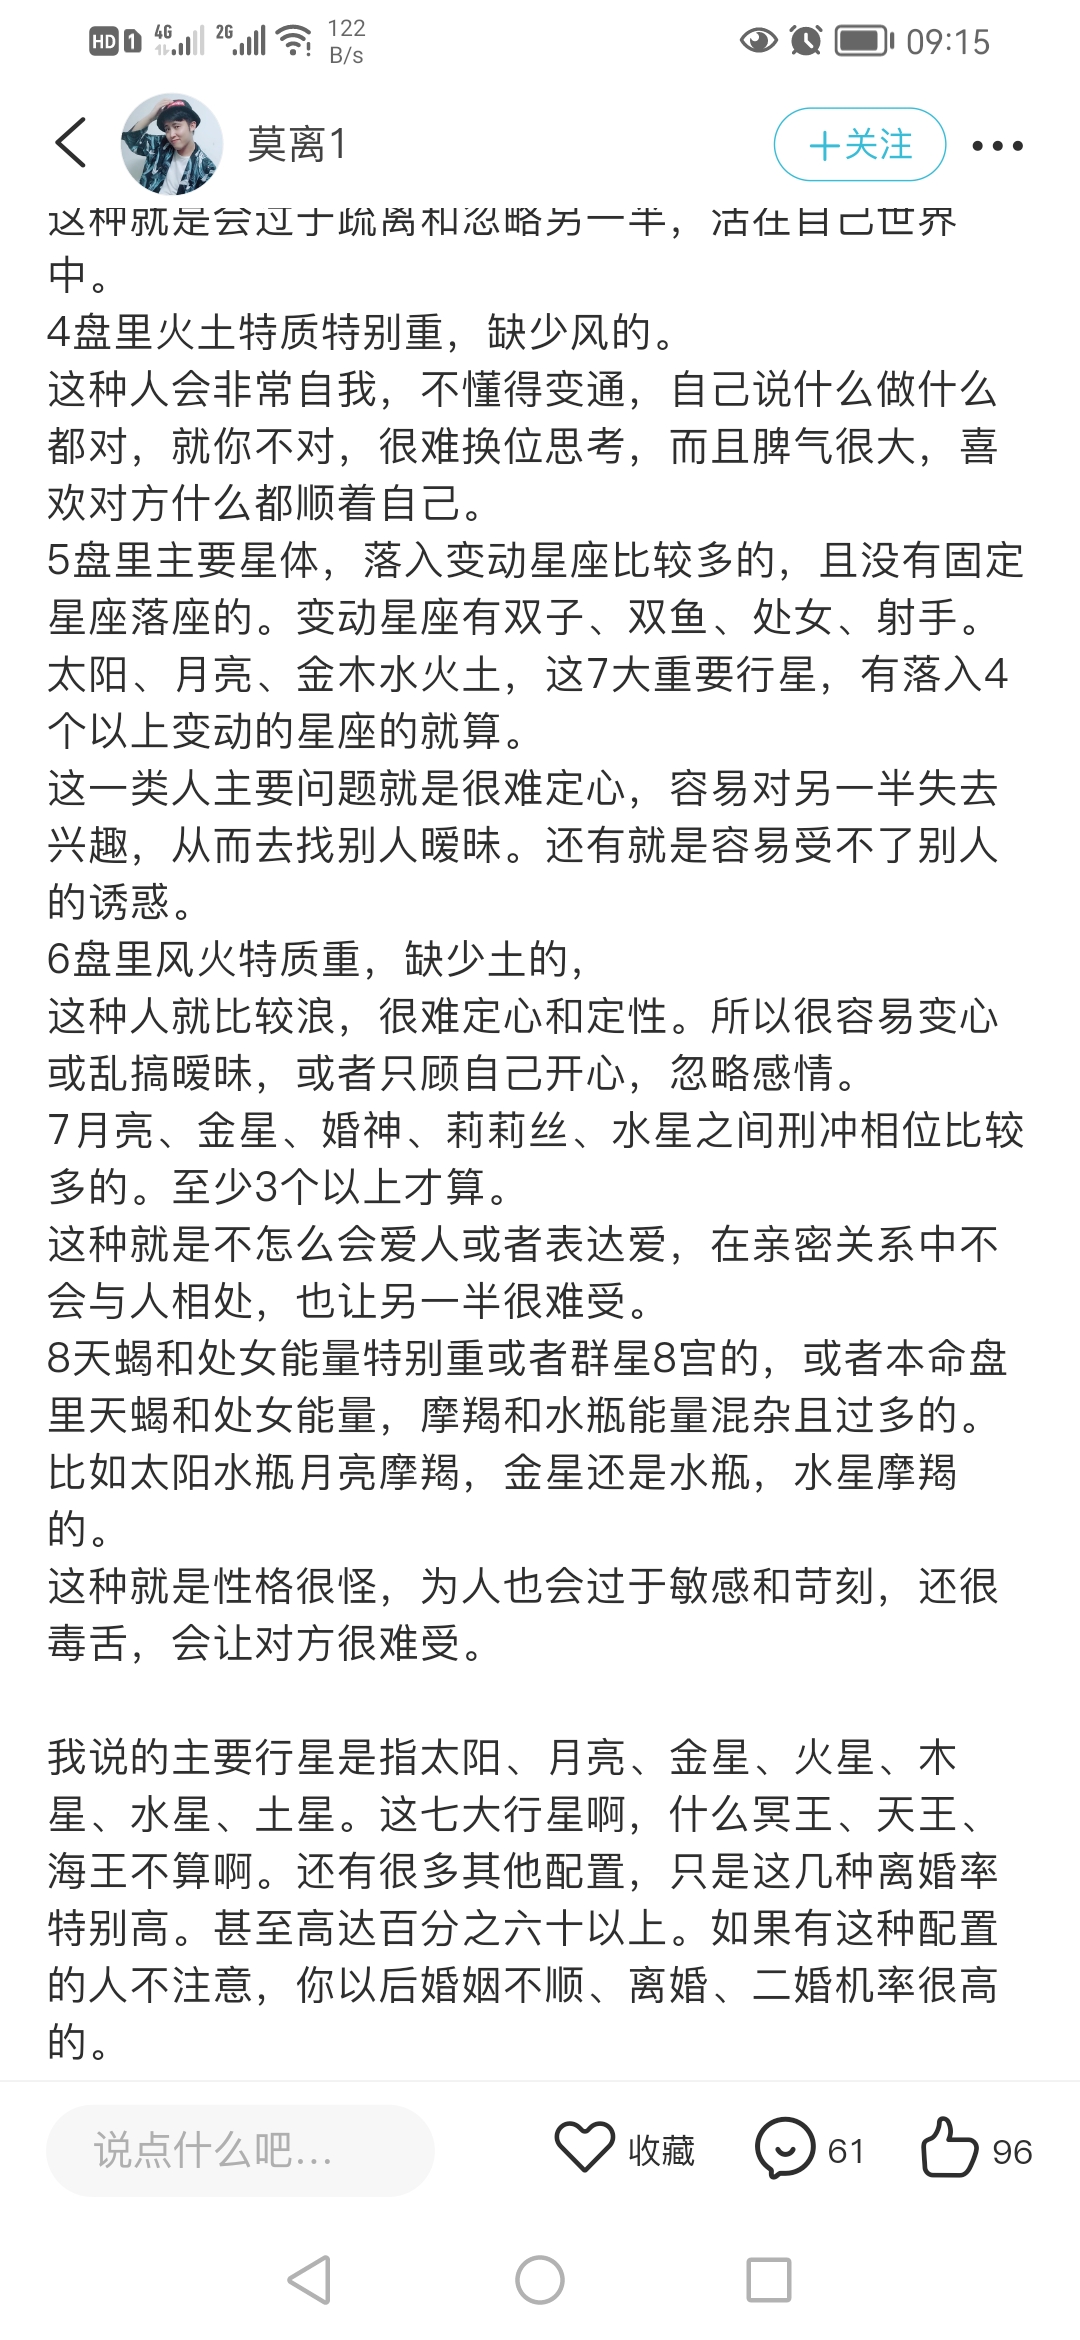 HD 1 4G 2G 122 B/s 09:15
莫离1
+关注
这种就是会过于疏离和忽略另一半，活在自己世界
中。
4盘里火土特质特别重，缺少风的。
这种人会非常自我，不懂得变通，自己说什么做什么
都对，就你不对，很难换位思考，而且脾气很大，喜
欢对方什么都顺着自己。
5盘里主要星体，落入变动星座比较多的，且没有固定
星座落座的。变动星座有双子、双鱼、处女、射手。
太阳、月亮、金木水火土，这7大重要行星，有落入4
个以上变动的星座的就算。
这一类人主要问题就是很难定心，容易对另一半失去
兴趣，从而去找别人暧昧。还有就是容易受不了别人
的诱惑。
6盘里风火特质重，缺少土的，
这种人就比较浪，很难定心和定性。所以很容易变心
或乱搞暧昧，或者只顾自己开心，忽略感情。
7月亮、金星、婚神、莉莉丝、水星之间刑冲相位比较
多的。至少3个以上才算。
这种就是不怎么会爱人或者表达爱，在亲密关系中不
会与人相处，也让另一半很难受。
8天蝎和处女能量特别重或者群星8宫的，或者本命盘
里天蝎和处女能量，摩羯和水瓶能量混杂且过多的。
比如太阳水瓶月亮摩羯，金星还是水瓶，水星摩羯
的。
这种就是性格很怪，为人也会过于敏感和苛刻，还很
毒舌，会让对方很难受。
我说的主要行星是指太阳、月亮、金星、火星、木
星、水星、土星。这七大行星啊，什么冥王、天王、
海王不算啊。还有很多其他配置，只是这几种离婚率
特别高。甚至高达百分之六十以上。如果有这种配置
的人不注意，你以后婚姻不顺、离婚、二婚机率很高
的。
说点什么吧... 收藏 61 96